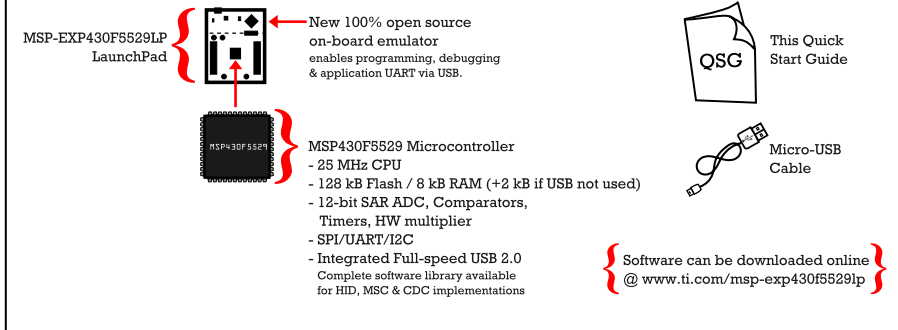 MSP-EXP430F5529LP
LaunchPad
New 100% open source
on-board emulator
enables programming, debugging
& application UART via USB.
MSP430F5529
MSP430F5529 Microcontroller
- 25 MHz CPU
- 128 kB Flash / 8 kB RAM (+2 kB if USB not used)
- 12-bit SAR ADC, Comparators,
Timers, HW multiplier
- SPI/UART/I2C
- Integrated Full-speed USB 2.0
Complete software library available
for HID, MSC & CDC implementations
QSG
This Quick
Start Guide
Micro-USB
Cable
Software can be downloaded online
@ www.ti.com/msp-exp430f5529lp